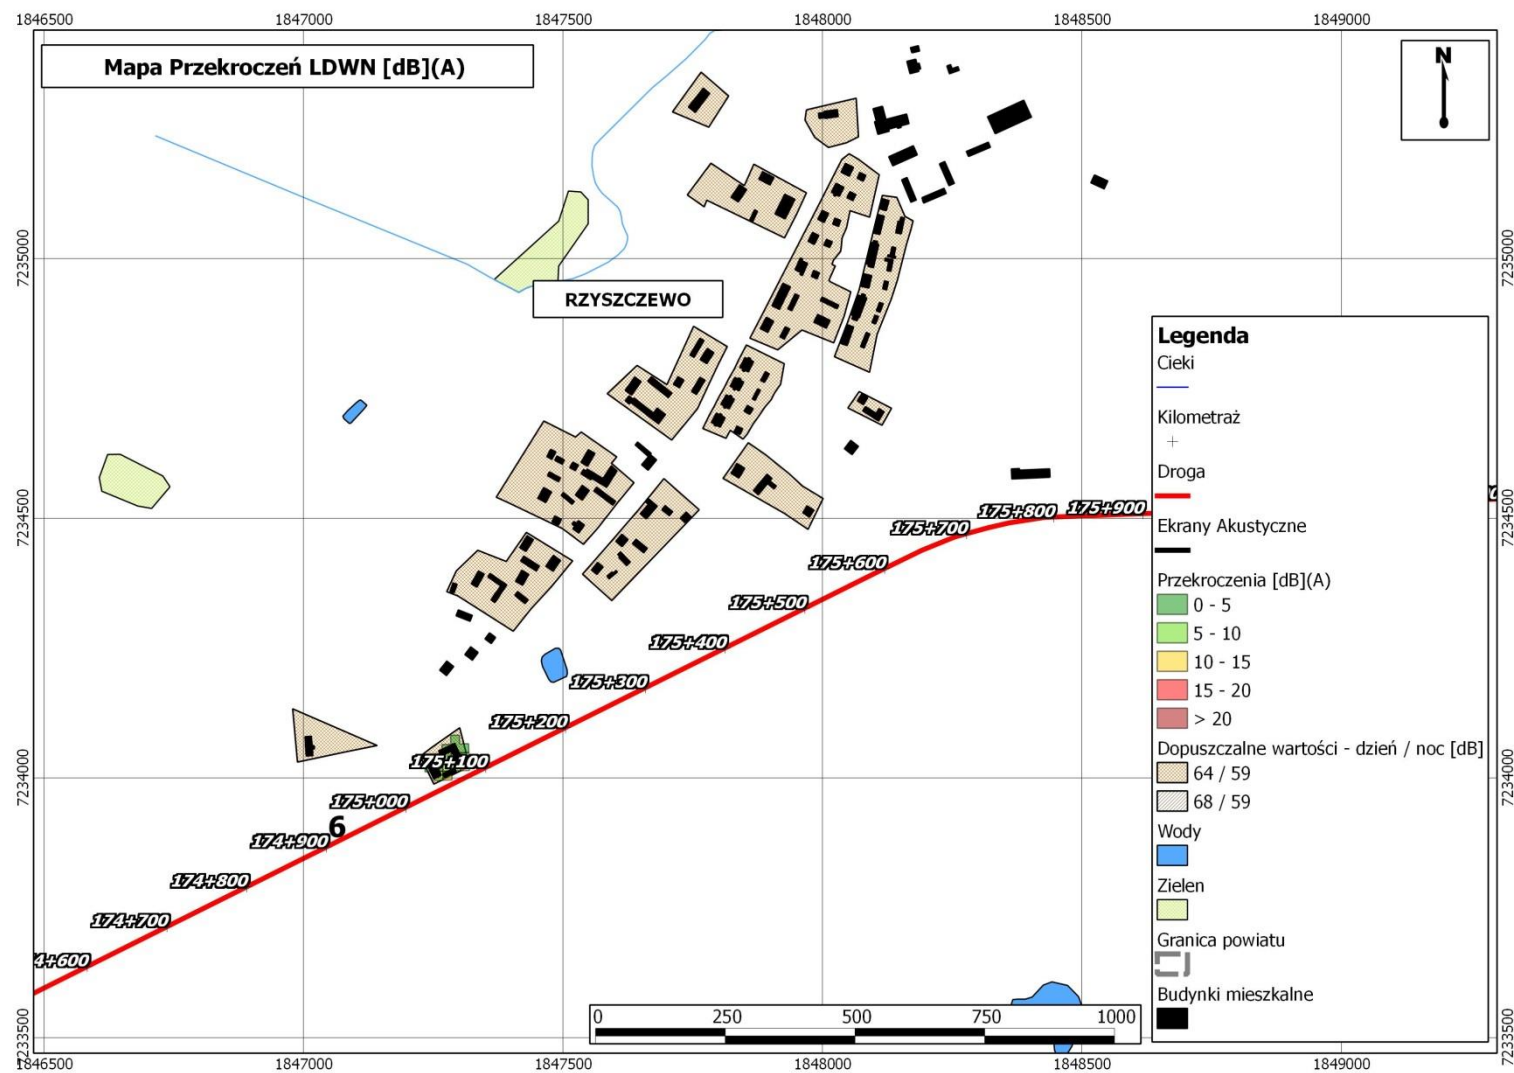 1846500 1847000 1847500 1848000 1848500 1849000
Mapa Przekroczeń LDWN [dB](A)
N
7235000
7235000
RZYSZCZEWO
7234500
7234500
175+900
175+800
175+700
175+600
175+500
175+400
175+300
175+200
175+100
175+000
6
174+900
174+800
174+700
4+600
7234000
7234000
7233500
7233500
Legenda
Cieki
Kilometraż
Droga
Ekrany Akustyczne
Przekroczenia [dB](A)
0 - 5
5 - 10
10 - 15
15 - 20
> 20
Dopuszczalne wartości - dzień / noc [dB]
64 / 59
68 / 59
Wody
Zielen
Granica powiatu
Budynki mieszkalne
0 250 500 750 1000
1846500 1847000 1847500 1848000 1848500 1849000